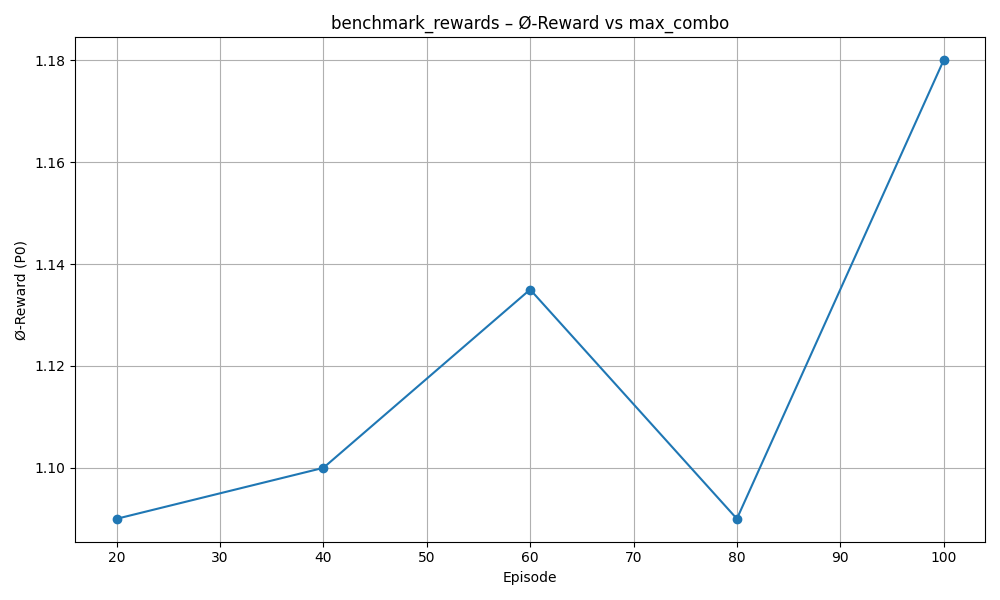 benchmark_rewards – Ø-Reward vs max_combo
Ø-Reward (P0)
1.18
1.16
1.14
1.12
1.10
20 30 40 50 60 70 80 90 100
Episode